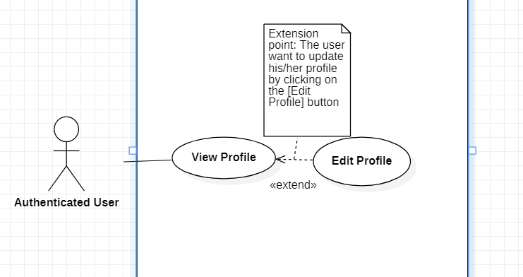 Extension
point: The user
want to update
his/her profile
by clicking on
the [Edit
Profile] button
View Profile
Edit Profile
«extend»
Authenticated User